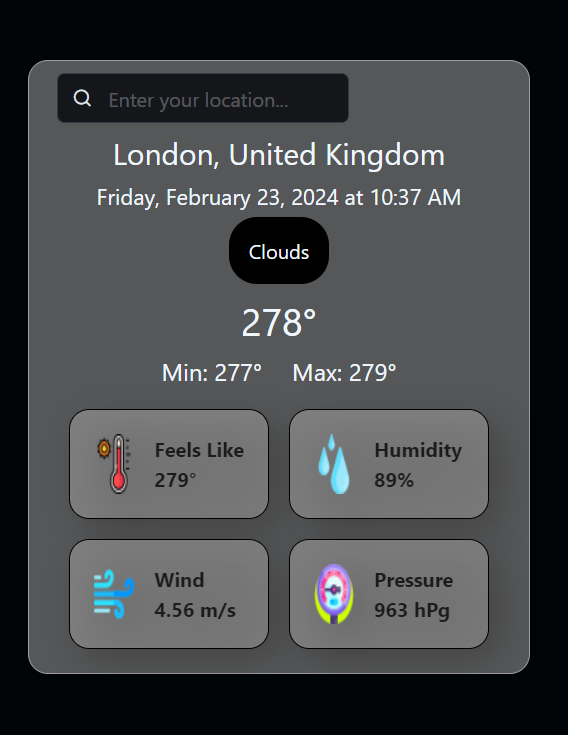 Enter your location...
London, United Kingdom
Friday, February 23, 2024 at 10:37 AM
Clouds
278°
Min: 277° Max: 279°
Feels Like
279°
Humidity
89%
Wind
4.56 m/s
Pressure
963 hPg